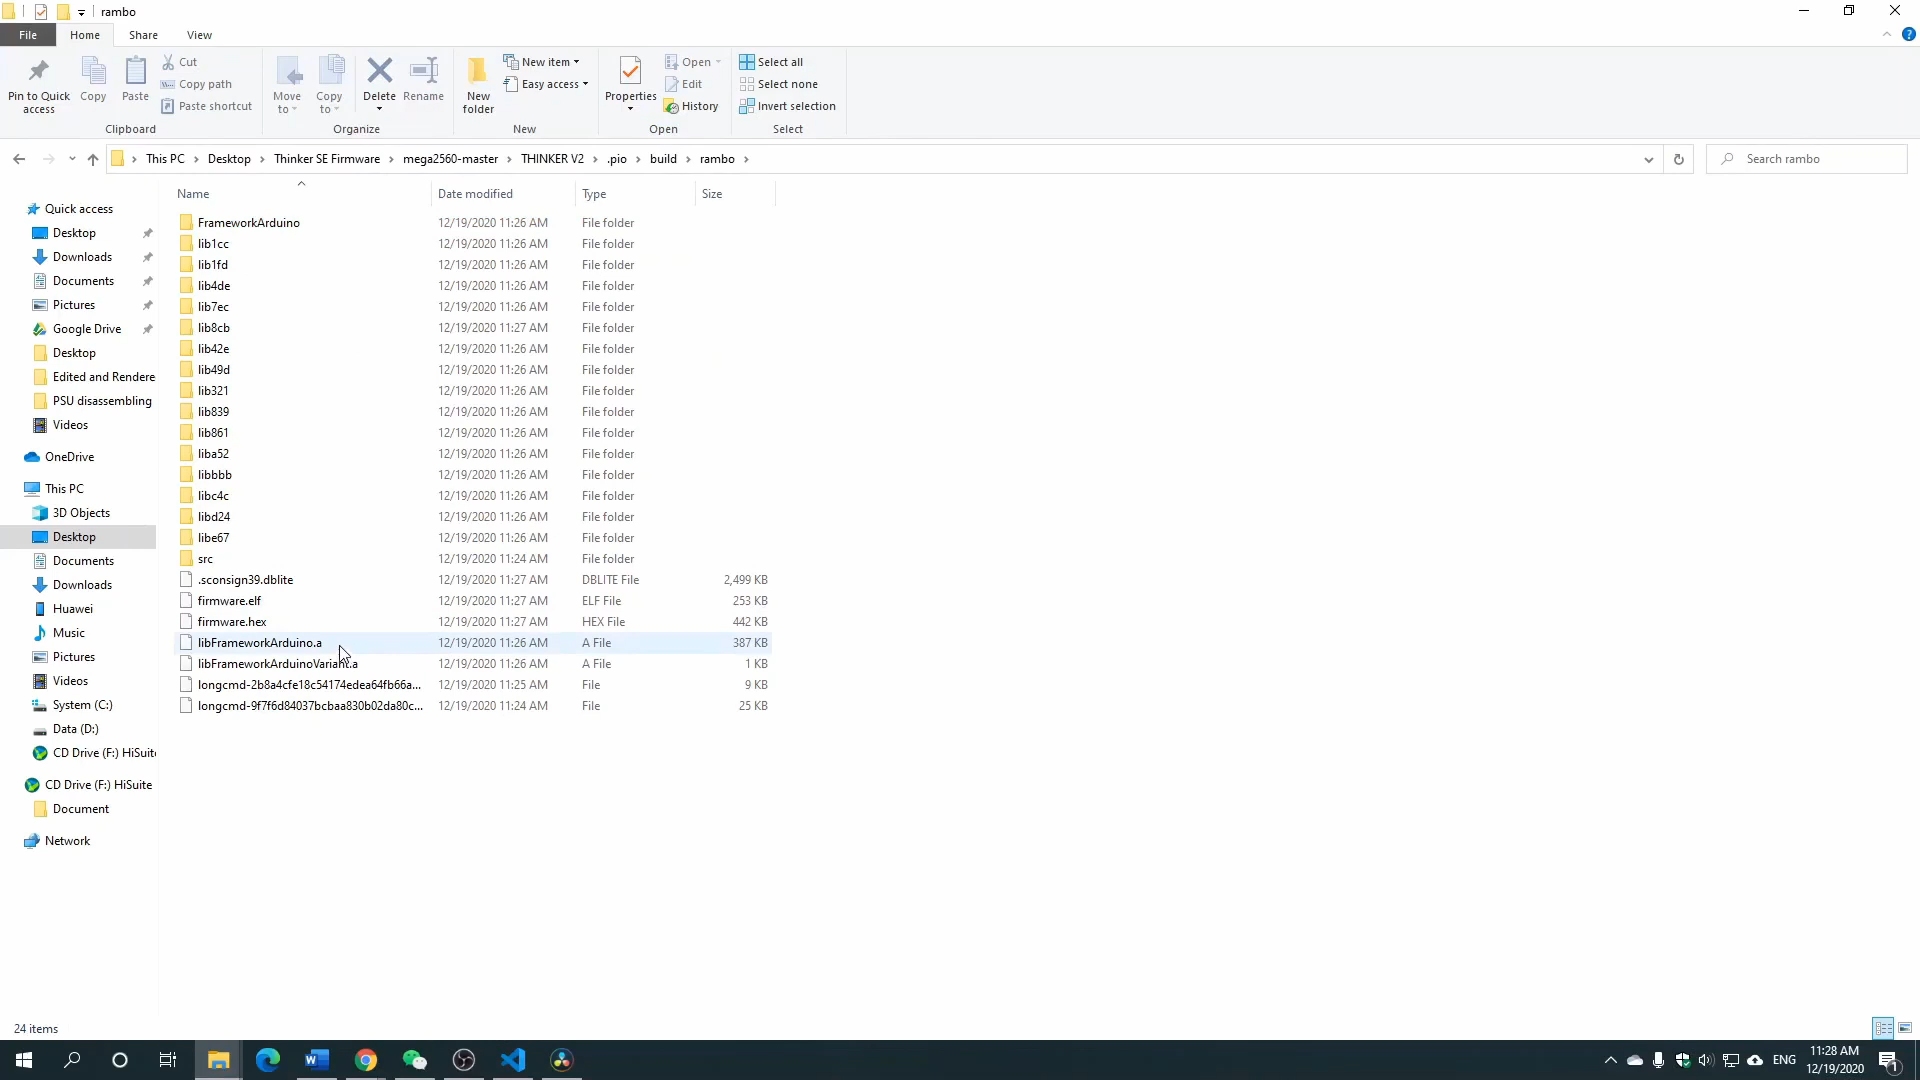 rambo
File Home Share View
Pin to Quick access
Copy
Paste
Cut
Copy path
Paste shortcut
Clipboard
Move to
Copy to
Delete
Rename
Organize
New folder
New item
Easy access
New
Properties
Open
Edit
History
Open
Select all
Select none
Invert selection
Select
This PC > Desktop > Thinker SE Firmware > mega2560-master > THINKER V2 > .pio > build > rambo >
Search rambo
Quick access
Desktop
Downloads
Documents
Pictures
Google Drive
Desktop
Edited and Rendere
PSU disassembling
Videos
OneDrive
This PC
3D Objects
Desktop
Documents
Downloads
Huawei
Music
Pictures
Videos
System (C:)
Data (D:)
CD Drive (F:) HiSuite
CD Drive (F:) HiSuite
Document
Network
Name Date modified Type Size
FrameworkArduino 12/19/2020 11:26 AM File folder
lib1cc 12/19/2020 11:26 AM File folder
lib1fd 12/19/2020 11:26 AM File folder
lib4de 12/19/2020 11:26 AM File folder
lib7ec 12/19/2020 11:26 AM File folder
lib8cb 12/19/2020 11:27 AM File folder
lib42e 12/19/2020 11:26 AM File folder
lib49d 12/19/2020 11:26 AM File folder
lib321 12/19/2020 11:26 AM File folder
lib839 12/19/2020 11:26 AM File folder
lib861 12/19/2020 11:26 AM File folder
liba52 12/19/2020 11:26 AM File folder
libbbb 12/19/2020 11:26 AM File folder
libc4c 12/19/2020 11:26 AM File folder
libd24 12/19/2020 11:26 AM File folder
libe67 12/19/2020 11:26 AM File folder
src 12/19/2020 11:24 AM File folder
.sconsign39.dblite 12/19/2020 11:27 AM DBLITE File 2,499 KB
firmware.elf 12/19/2020 11:27 AM ELF File 253 KB
firmware.hex 12/19/2020 11:27 AM HEX File 442 KB
libFrameworkArduino.a 12/19/2020 11:26 AM A File 387 KB
libFrameworkArduinoVariant.a 12/19/2020 11:26 AM A File 1 KB
longcmd-2b8a4cfe18c54174edea64fb66a... 12/19/2020 11:25 AM File 9 KB
longcmd-9f7f6d84037bcbaa830b02da80c... 12/19/2020 11:24 AM File 25 KB
24 items
ENG
11:28 AM
12/19/2020
1